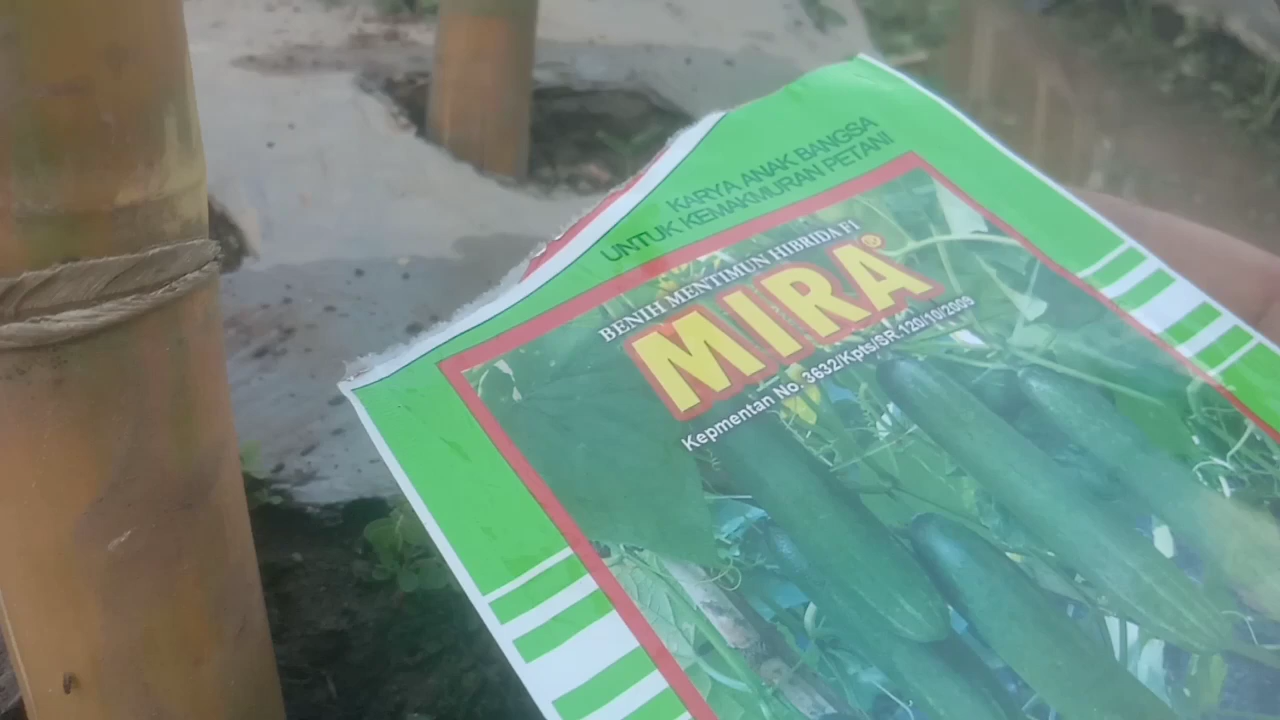 KARYA ANAK BANGSA
UNTUK KEMAKMURAN PETANI
BENIH MENTIMUN HIBRIDA F1
MIRA®
Kepmentan No. 3632/Kpts/SR.120/10/2009